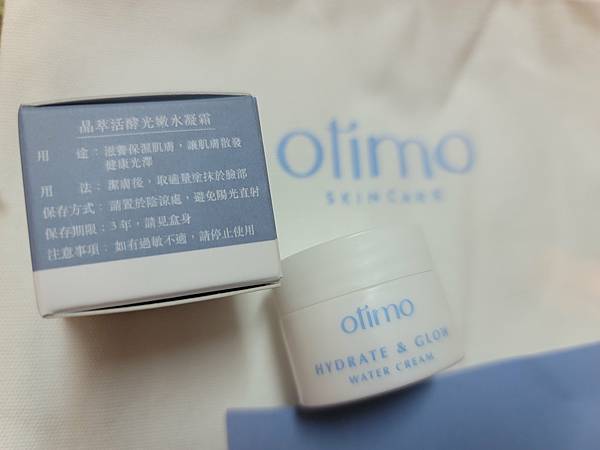 晶萃活酵光嫩水凝霜
用 途：滋養保濕肌膚，讓肌膚散發
健康光澤
用 法：潔膚後，取適量塗抹於臉部
保存方式：請置於陰涼處，避免陽光直射
保存期限：3年，請見盒身
注意事項：如有過敏不適，請停止使用
otimo
SKINCARE
otimo
HYDRATE & GLOW
WATER CREAM